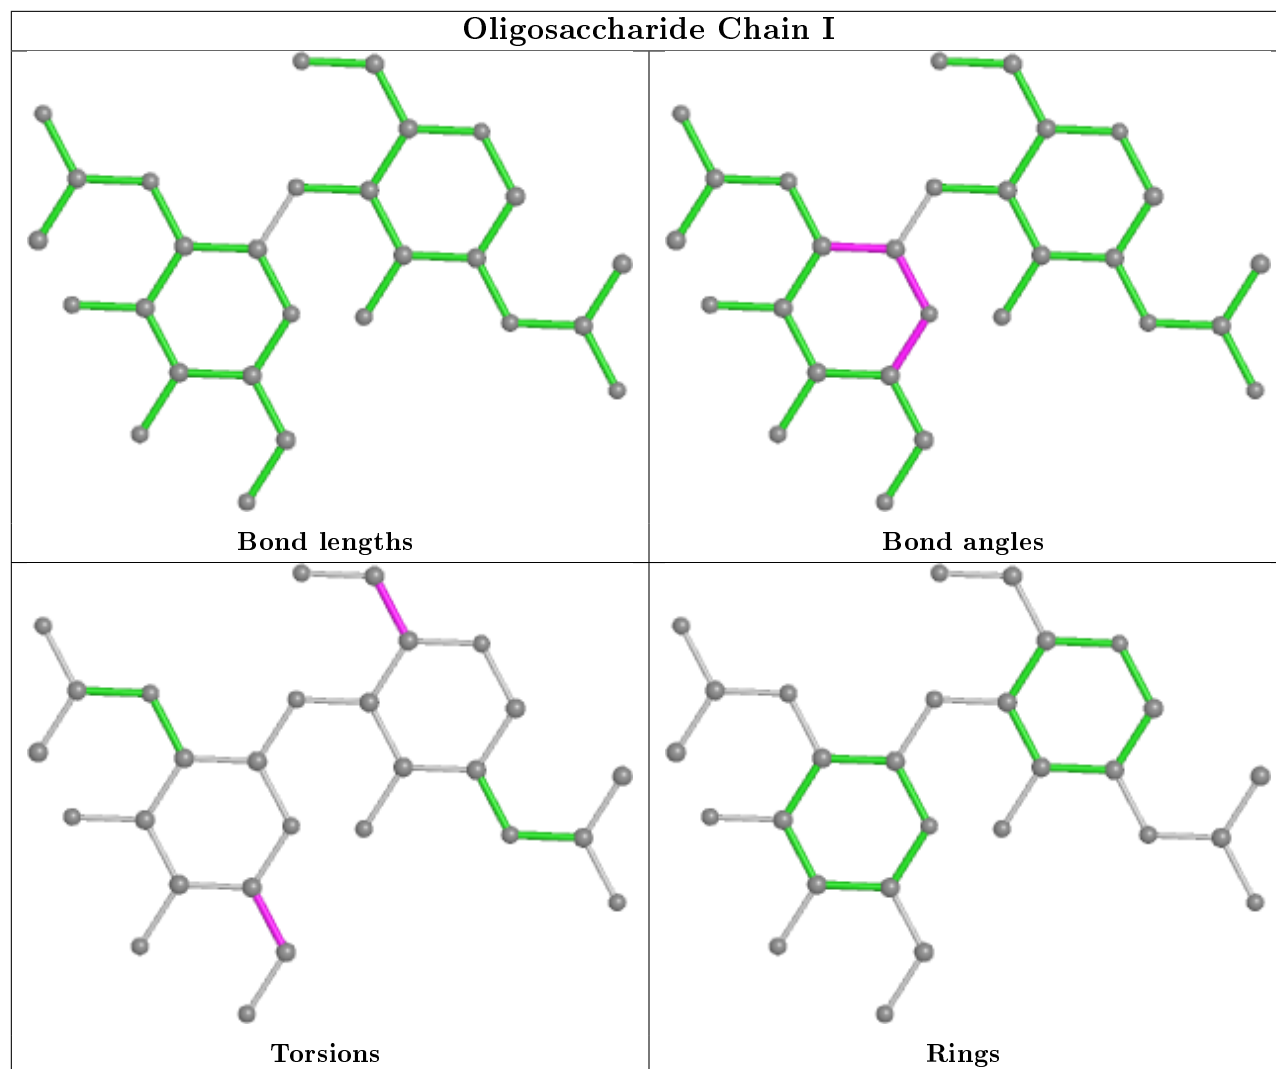 Oligosaccharide Chain I
Bond lengths
Bond angles
Torsions
Rings